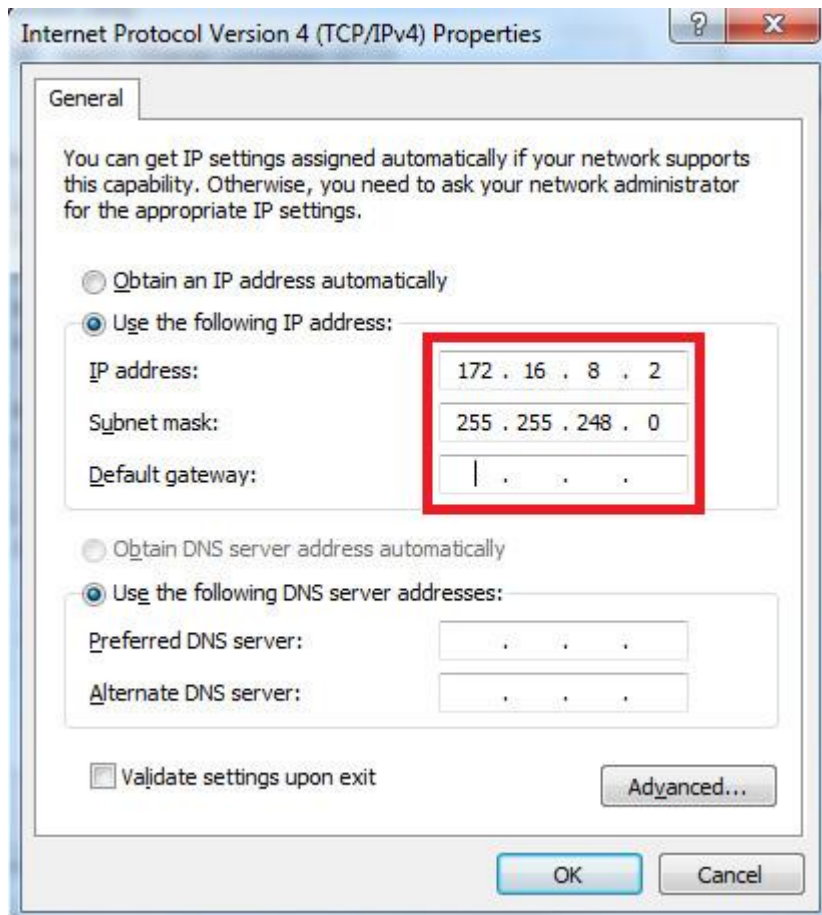 Internet Protocol Version 4 (TCP/IPv4) Properties
General
You can get IP settings assigned automatically if your network supports
this capability. Otherwise, you need to ask your network administrator
for the appropriate IP settings.
Obtain an IP address automatically
Use the following IP address:
IP address: 172 . 16 . 8 . 2
Subnet mask: 255 . 255 . 248 . 0
Default gateway: . . .
Obtain DNS server address automatically
Use the following DNS server addresses:
Preferred DNS server: . . .
Alternate DNS server: . . .
Validate settings upon exit
Advanced...
OK Cancel